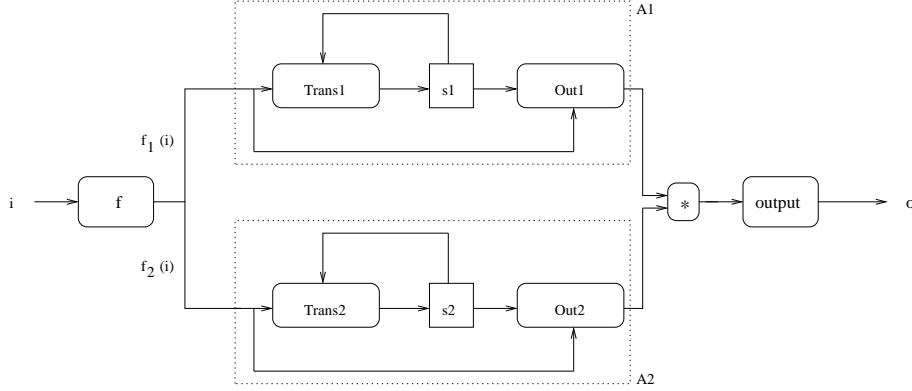 A1
Trans1
s1
Out1
f1 (i)
i
f
*
output
o
f2 (i)
Trans2
s2
Out2
A2